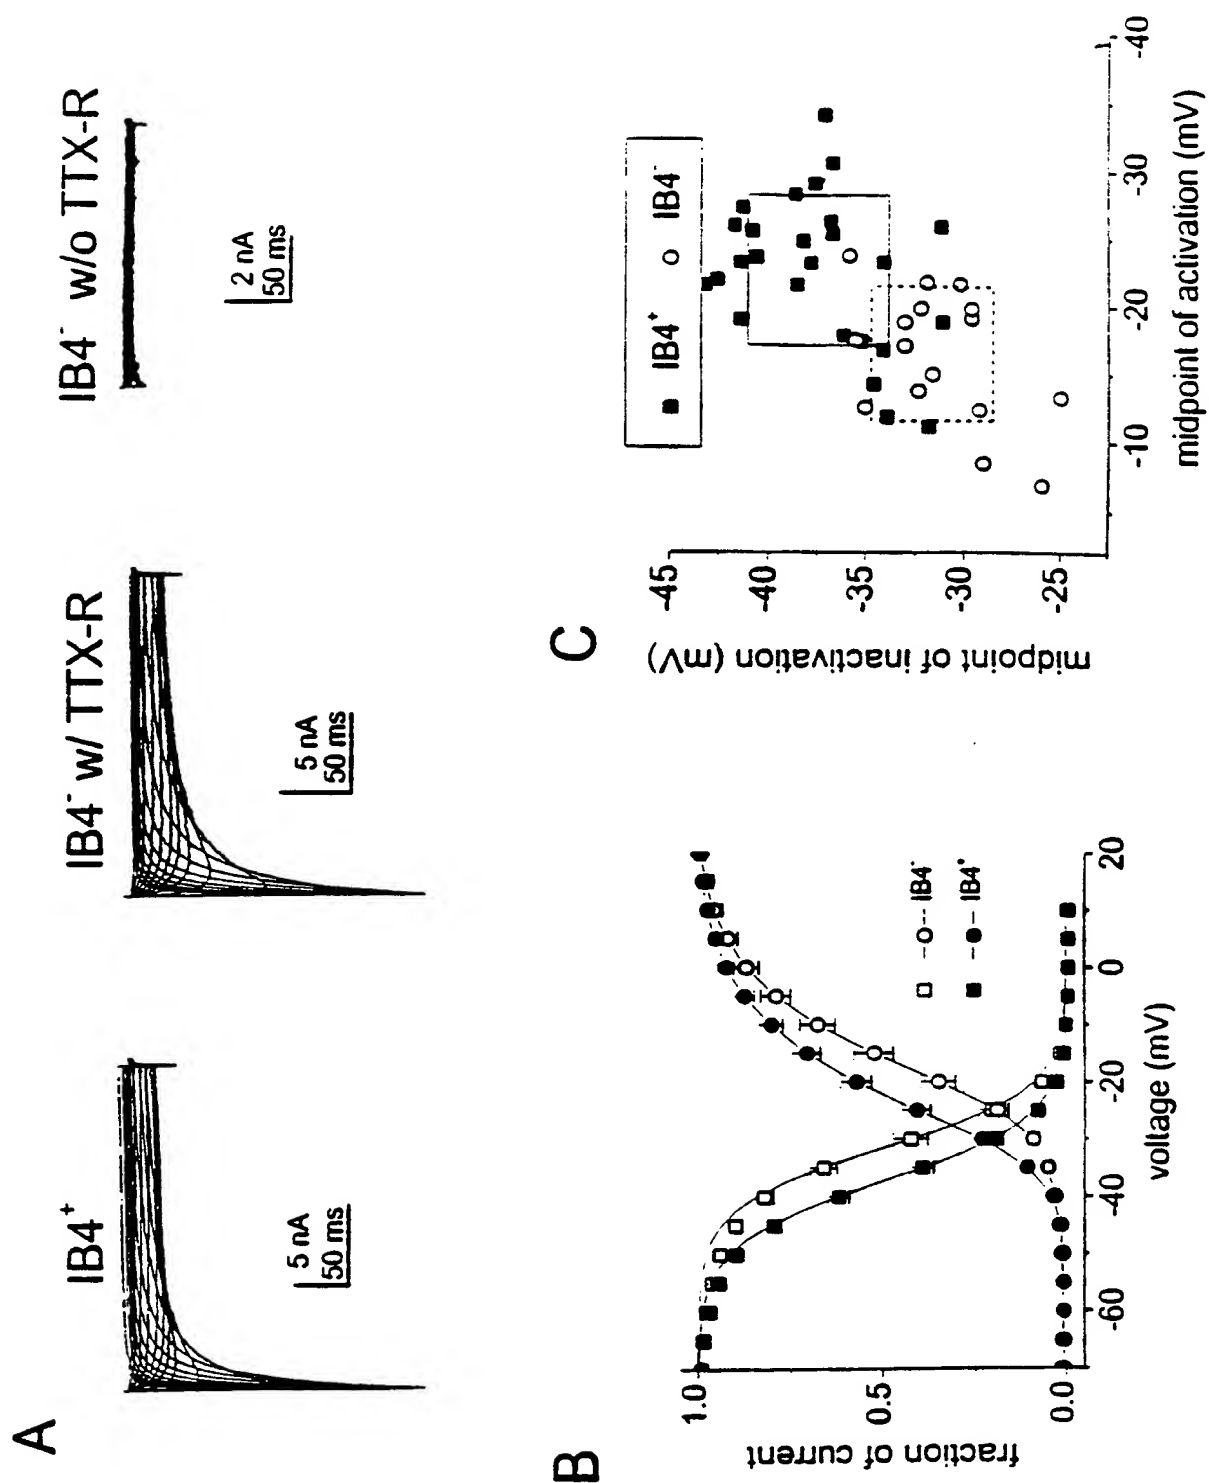 A
IB4⁺
IB4⁻ w/ TTX-R
IB4⁻ w/o TTX-R
5 nA
50 ms
5 nA
50 ms
2 nA
50 ms
B
fraction of current
1.0
0.5
0.0
-60
-40
-20
0
20
voltage (mV)
IB4⁻
IB4⁺
C
midpoint of inactivation (mV)
-45
-40
-35
-30
-25
-10
-20
-30
-40
midpoint of activation (mV)
IB4⁺
IB4⁻